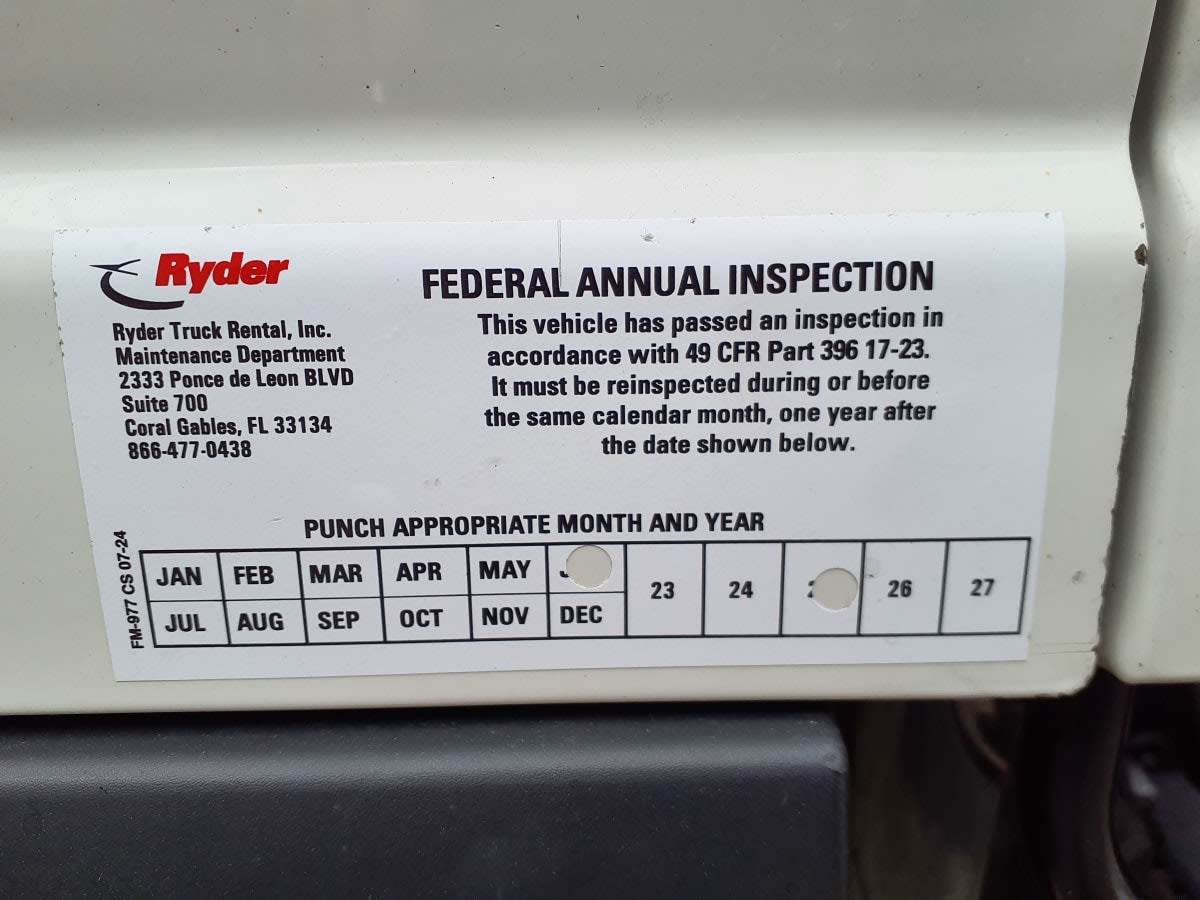 Ryder
Ryder Truck Rental, Inc.
Maintenance Department
2333 Ponce de Leon BLVD
Suite 700
Coral Gables, FL 33134
866-477-0438
FEDERAL ANNUAL INSPECTION
This vehicle has passed an inspection in
accordance with 49 CFR Part 396 17-23.
It must be reinspected during or before
the same calendar month, one year after
the date shown below.
PUNCH APPROPRIATE MONTH AND YEAR
FM-977 CS 07-24
JAN FEB MAR APR MAY
JUL AUG SEP OCT NOV DEC
23 24 26 27